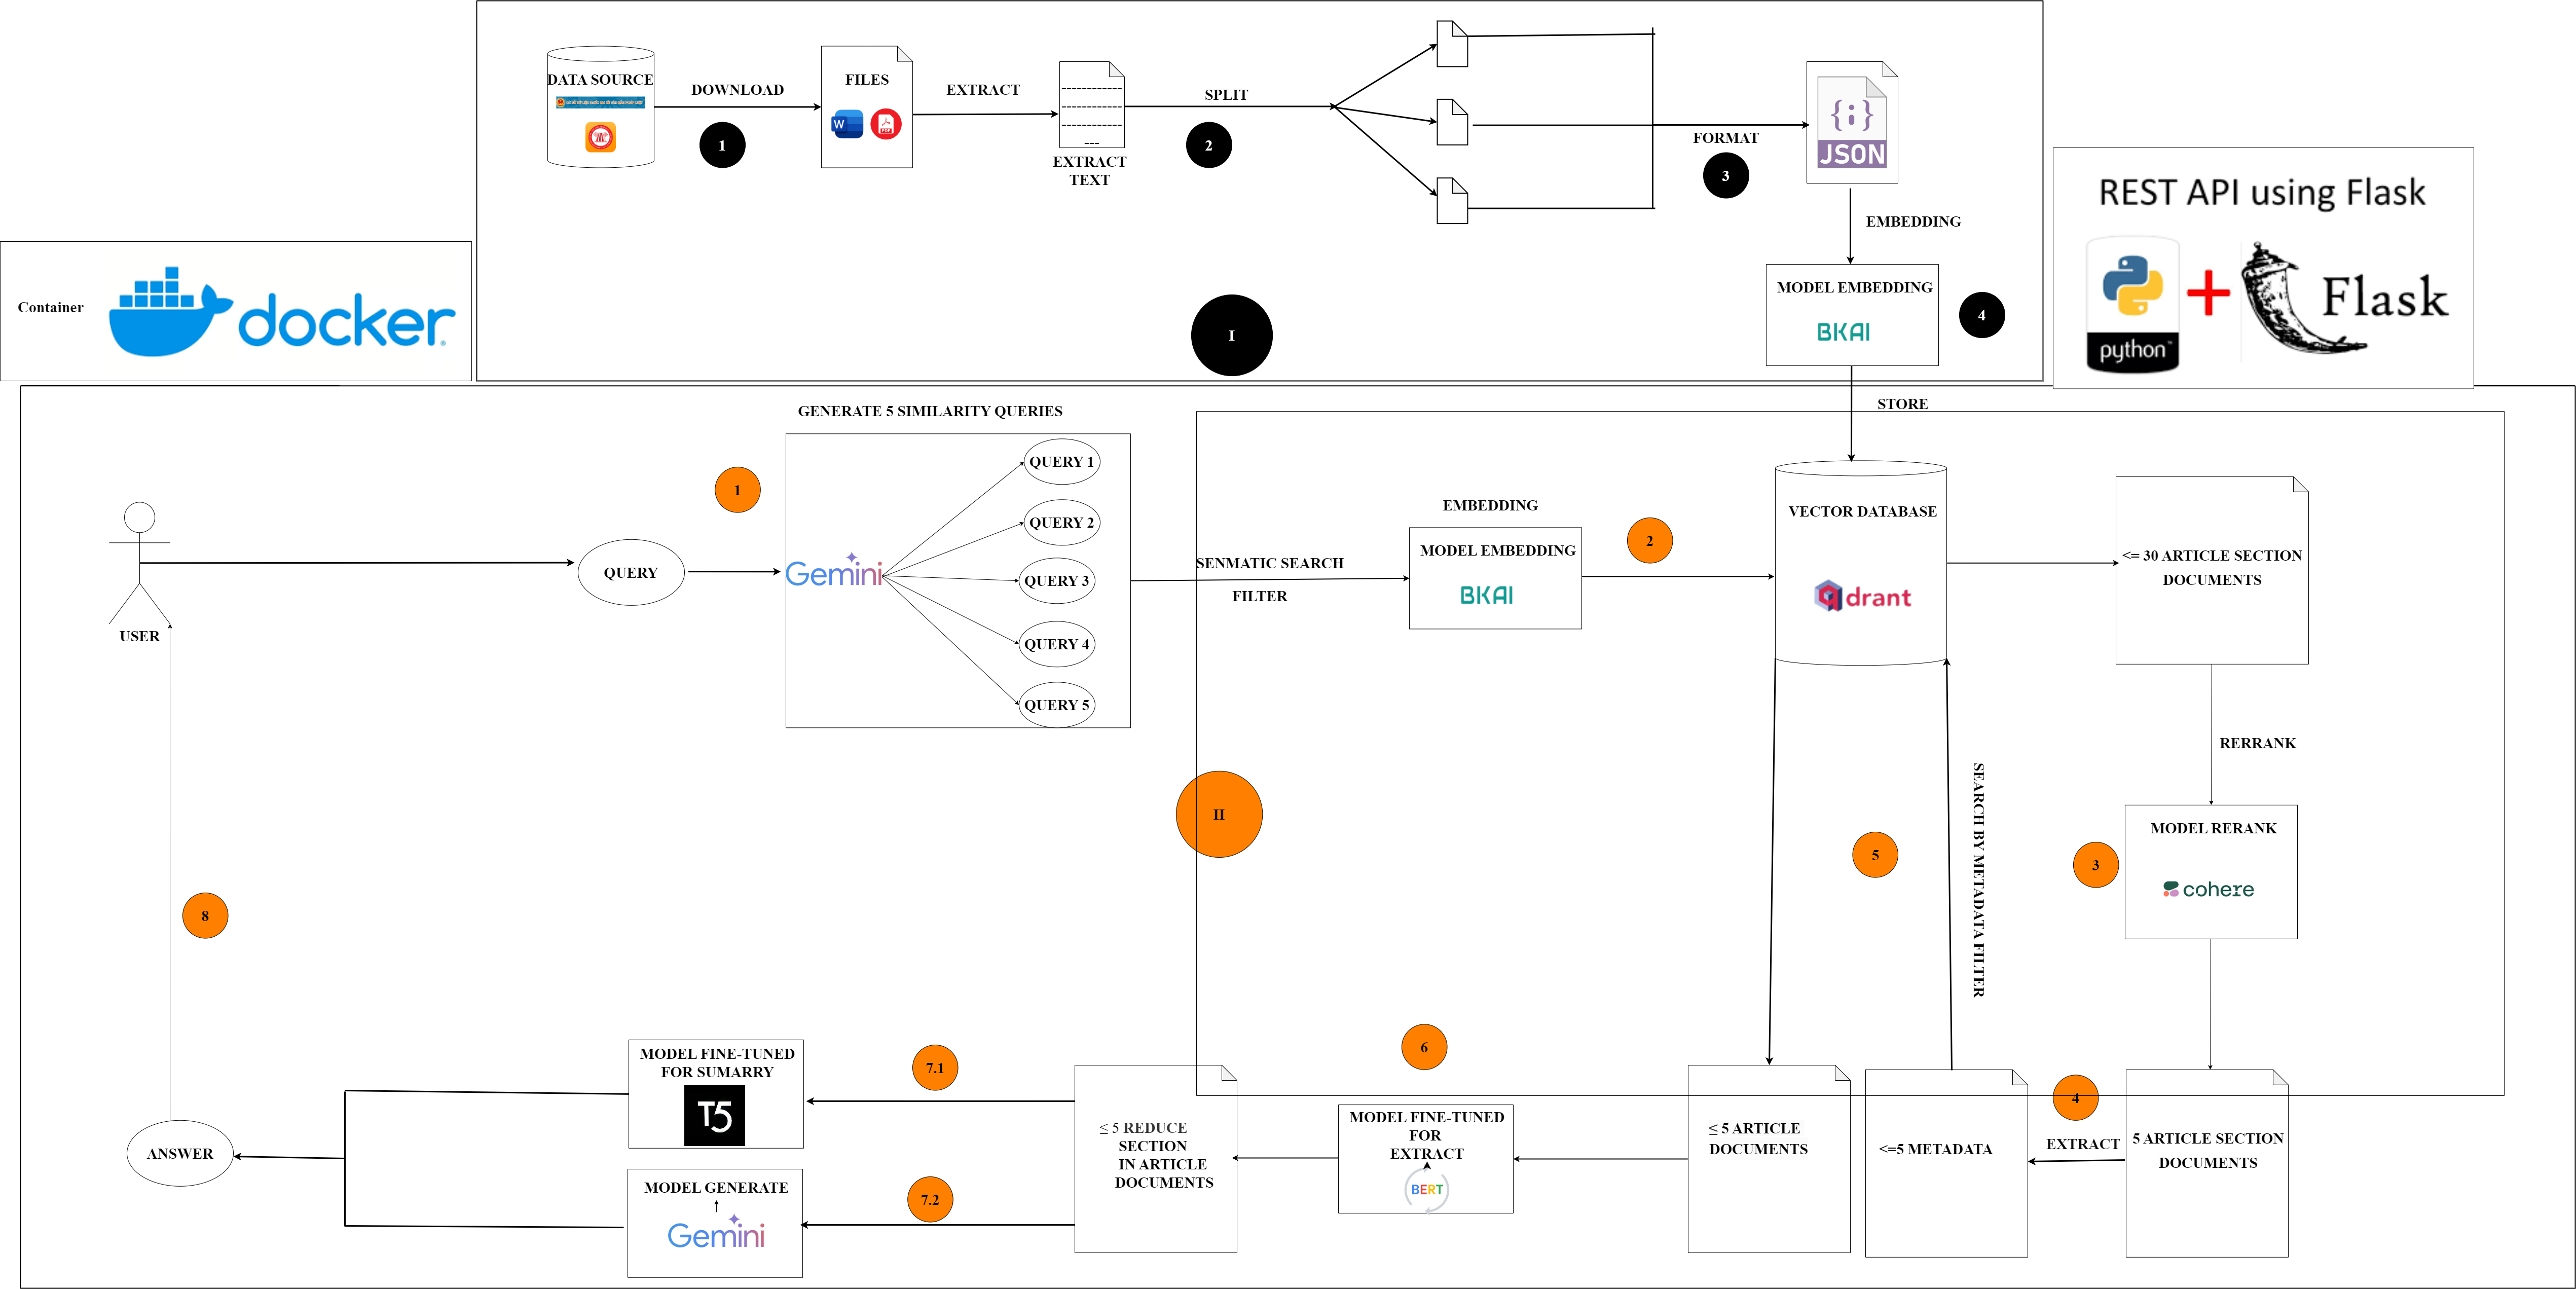 DATA SOURCE
DOWNLOAD
1
FILES
W
PDF
EXTRACT
EXTRACT
TEXT
SPLIT
2
FORMAT
3
{;}
JSON
EMBEDDING
MODEL EMBEDDING
BKAI
4
I
Container
docker
REST API using Flask
python
+
Flask
STORE
GENERATE 5 SIMILARITY QUERIES
USER
QUERY
1
Gemini
QUERY 1
QUERY 2
QUERY 3
QUERY 4
QUERY 5
SENMATIC SEARCH
FILTER
EMBEDDING
MODEL EMBEDDING
BKAI
2
VECTOR DATABASE
qdrant
<= 30 ARTICLE SECTION
DOCUMENTS
RERRANK
MODEL RERANK
cohere
3
II
5
SEARCH BY METADATA FILTER
5 ARTICLE SECTION
DOCUMENTS
4
EXTRACT
<=5 METADATA
≤ 5 ARTICLE
DOCUMENTS
6
MODEL FINE-TUNED
FOR
EXTRACT
BERT
≤ 5 REDUCE
SECTION
IN ARTICLE
DOCUMENTS
7.1
7.2
MODEL FINE-TUNED
FOR SUMARRY
T5
MODEL GENERATE
Gemini
ANSWER
8